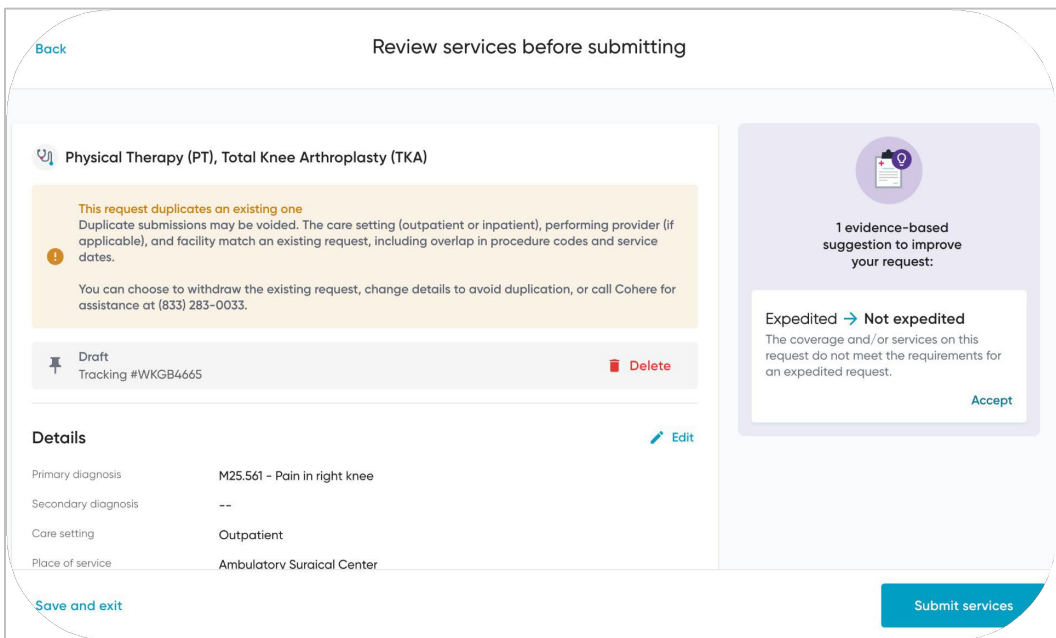 Back
Review services before submitting
Physical Therapy (PT), Total Knee Arthroplasty (TKA)
This request duplicates an existing one
Duplicate submissions may be voided. The care setting (outpatient or inpatient), performing provider (if
applicable), and facility match an existing request, including overlap in procedure codes and service
dates.
You can choose to withdraw the existing request, change details to avoid duplication, or call Cohere for
assistance at (833) 283-0033.
Draft
Tracking #WKGB4665
Delete
Details
Edit
Primary diagnosis
M25.561 - Pain in right knee
Secondary diagnosis
--
Care setting
Outpatient
Place of service
Ambulatory Surgical Center
1 evidence-based
suggestion to improve
your request:
Expedited → Not expedited
The coverage and/or services on this
request do not meet the requirements for
an expedited request.
Accept
Save and exit
Submit services